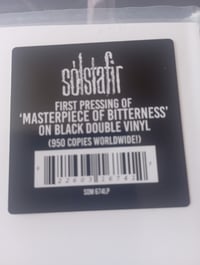 sólstafir
FIRST PRESSING OF
'MASTERPIECE OF BITTERNESS'
ON BLACK DOUBLE VINYL
(950 COPIES WORLDWIDE!)
SOM 674LP